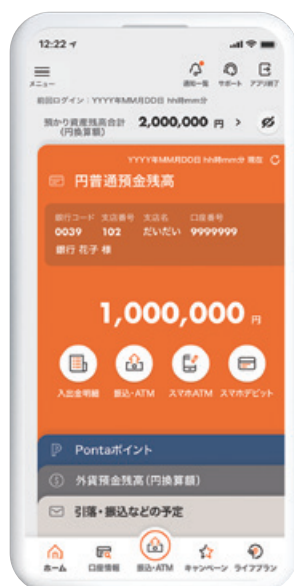 12:22
メニュー
通知一覧 サポート アプリ終了
前回ログイン：YYYY年MM月DD日 hh時mm分
預かり資産残高合計 2,000,000 円
(円換算額)
YYYY年MM月DD日 hh時mm分 現在
円普通預金残高
銀行コード 支店番号 支店名 口座番号
0039 102 だいだい 9999999
銀行 花子 様
1,000,000 円
入出金明細 振込・ATM スマホATM スマホデビット
Pontaポイント
外貨預金残高(円換算額)
引落・振込などの予定
ホーム 口座情報 振込・ATM キャンペーン ライフプラン